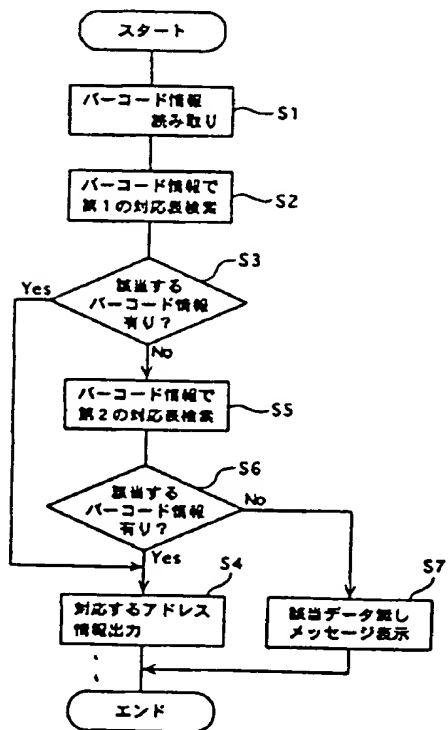 スタート
バーコード情報
読み取り
S1
バーコード情報で
第1の対応表検索
S2
S3
該当する
バーコード情報
有り?
Yes
No
バーコード情報で
第2の対応表検索
S5
S6
該当する
バーコード情報
有り?
No
Yes
S4
対応するアドレス
情報出力
S7
該当データ無し
メッセージ表示
エンド